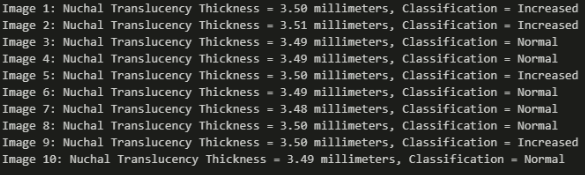 Image 1: Nuchal Translucency Thickness = 3.50 millimeters, Classification = Increased
Image 2: Nuchal Translucency Thickness = 3.51 millimeters, Classification = Increased
Image 3: Nuchal Translucency Thickness = 3.49 millimeters, Classification = Normal
Image 4: Nuchal Translucency Thickness = 3.49 millimeters, Classification = Normal
Image 5: Nuchal Translucency Thickness = 3.50 millimeters, Classification = Increased
Image 6: Nuchal Translucency Thickness = 3.49 millimeters, Classification = Normal
Image 7: Nuchal Translucency Thickness = 3.48 millimeters, Classification = Normal
Image 8: Nuchal Translucency Thickness = 3.50 millimeters, Classification = Normal
Image 9: Nuchal Translucency Thickness = 3.50 millimeters, Classification = Increased
Image 10: Nuchal Translucency Thickness = 3.49 millimeters, Classification = Normal